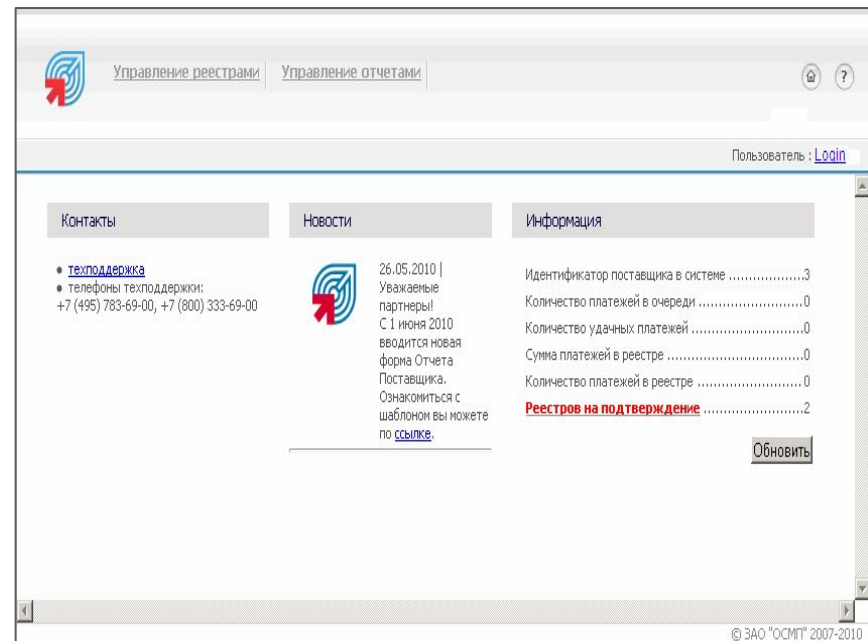 Управление реестрами Управление отчетами
?
Пользователь : Login
Контакты
• техподдержка
• телефоны техподдержки:
+7 (495) 783-69-00, +7 (800) 333-69-00
Новости
26.05.2010 |
Уважаемые
партнеры!
С 1 июня 2010
вводится новая
форма Отчета
Поставщика.
Ознакомиться с
шаблоном вы можете
по ссылке.
Информация
Идентификатор поставщика в системе ..................3
Количество платежей в очереди ..........................0
Количество удачных платежей ...........................0
Сумма платежей в реестре .................................0
Количество платежей в реестре .......................... 0
Реестров на подтверждение ........................2
Обновить
© ЗАО "ОСМП" 2007-2010